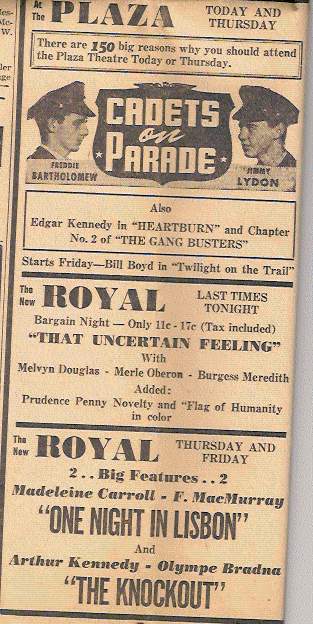 es-
Mc-
W.
ler
age
At
The
PLAZA
TODAY AND
THURSDAY
There are 150 big reasons why you should attend
the Plaza Theatre Today or Thursday.
CADETS
on
PARADE
FREDDIE
BARTHOLOMEW
JIMMY
LYDON
Also
Edgar Kennedy in "HEARTBURN" and Chapter
No. 2 of "THE GANG BUSTERS"
Starts Friday—Bill Boyd in "Twilight on the Trail"
The
New
ROYAL
LAST TIMES
TONIGHT
Bargain Night — Only 11c - 17c (Tax included)
"THAT UNCERTAIN FEELING"
With
Melvyn Douglas - Merle Oberon - Burgess Meredith
Added:
Prudence Penny Novelty and "Flag of Humanity
in color
The
New
ROYAL
THURSDAY AND
FRIDAY
2 . . Big Features . . 2
Madeleine Carroll - F. MacMurray
"ONE NIGHT IN LISBON"
And
Arthur Kennedy - Olympe Bradna
"THE KNOCKOUT"